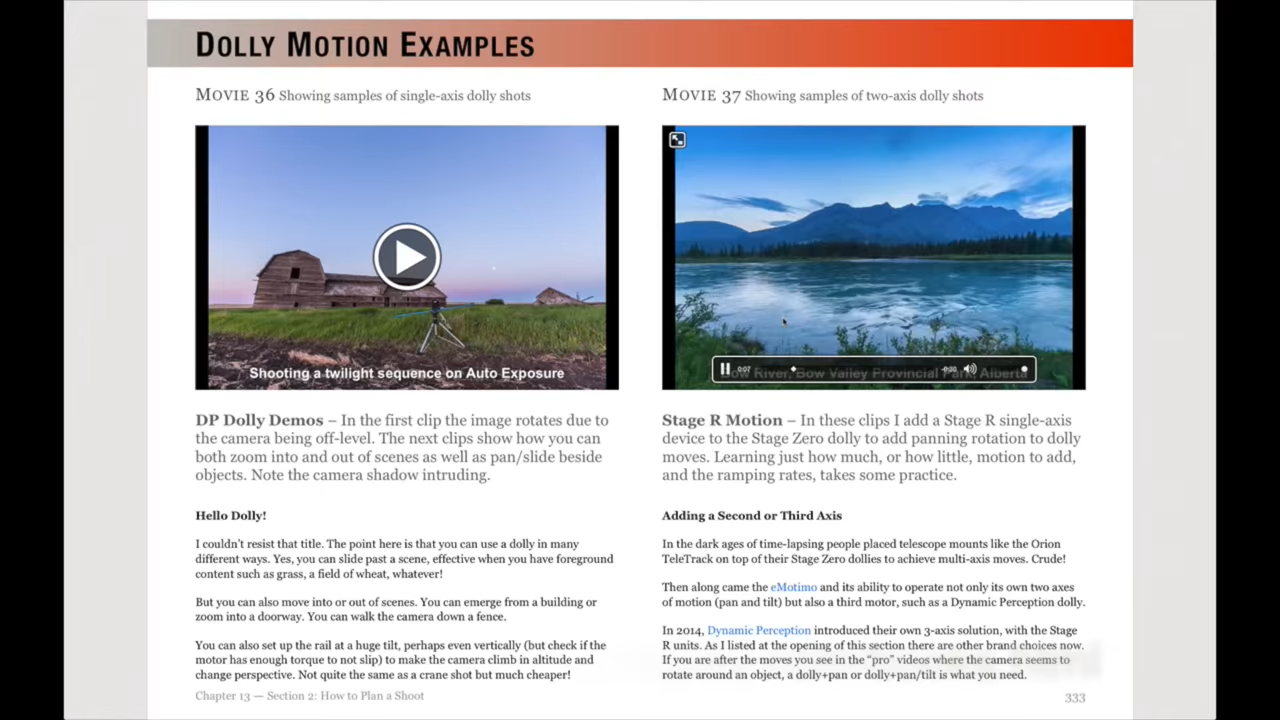 DOLLY MOTION EXAMPLES
MOVIE 36 Showing samples of single-axis dolly shots
Shooting a twilight sequence on Auto Exposure
DP Dolly Demos – In the first clip the image rotates due to
the camera being off-level. The next clips show how you can
both zoom into and out of scenes as well as pan/slide beside
objects. Note the camera shadow intruding.
Hello Dolly!
I couldn't resist that title. The point here is that you can use a dolly in many
different ways. Yes, you can slide past a scene, effective when you have foreground
content such as grass, a field of wheat, whatever!
But you can also move into or out of scenes. You can emerge from a building or
zoom into a doorway. You can walk the camera down a fence.
You can also set up the rail at a huge tilt, perhaps even vertically (but check if the
motor has enough torque to not slip) to make the camera climb in altitude and
change perspective. Not quite the same as a crane shot but much cheaper!
MOVIE 37 Showing samples of two-axis dolly shots
0:07
-0:30
Bow River, Bow Valley Provincial Park, Alberta
Stage R Motion – In these clips I add a Stage R single-axis
device to the Stage Zero dolly to add panning rotation to dolly
moves. Learning just how much, or how little, motion to add,
and the ramping rates, takes some practice.
Adding a Second or Third Axis
In the dark ages of time-lapsing people placed telescope mounts like the Orion
TeleTrack on top of their Stage Zero dollies to achieve multi-axis moves. Crude!
Then along came the eMotimo and its ability to operate not only its own two axes
of motion (pan and tilt) but also a third motor, such as a Dynamic Perception dolly.
In 2014, Dynamic Perception introduced their own 3-axis solution, with the Stage
R units. As I listed at the opening of this section there are other brand choices now.
If you are after the moves you see in the "pro" videos where the camera seems to
rotate around an object, a dolly+pan or dolly+pan/tilt is what you need.
Chapter 13 — Section 2: How to Plan a Shoot
333